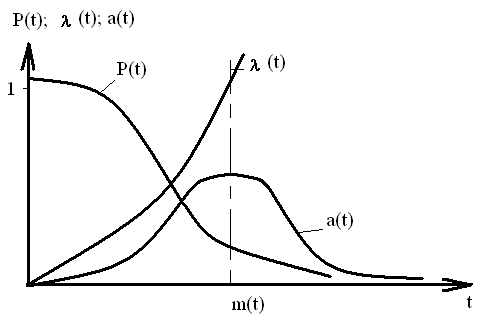 P(t); λ (t); a(t)
P(t)
λ (t)
1
a(t)
m(t)
t